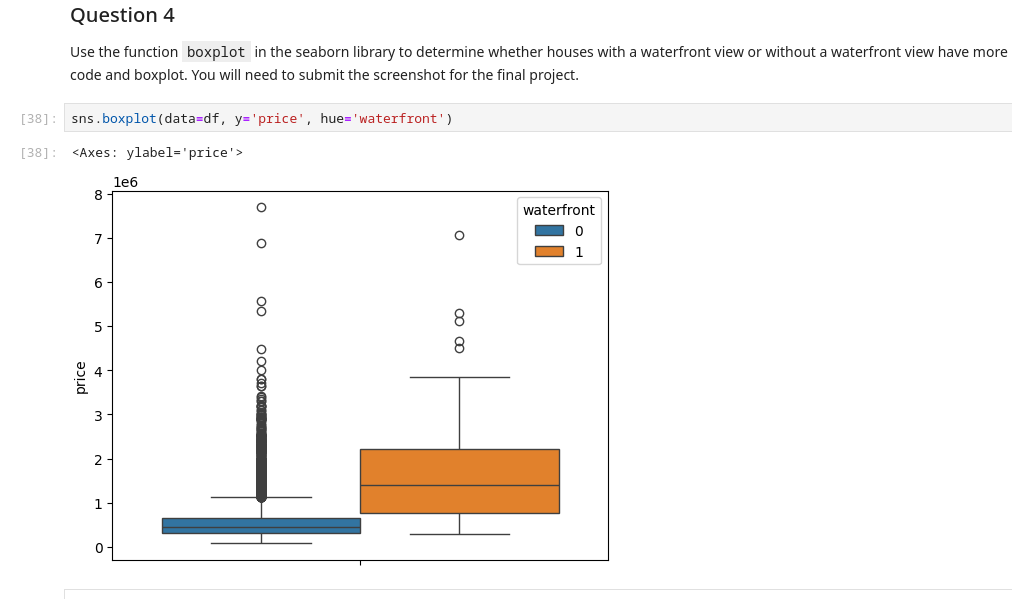 Question 4
Use the function boxplot in the seaborn library to determine whether houses with a waterfront view or without a waterfront view have more
code and boxplot. You will need to submit the screenshot for the final project.
[38]: sns.boxplot(data=df, y='price', hue='waterfront')
[38]: <Axes: ylabel='price'>
1e6
8
waterfront
0
1
7
6
5
4
price
3
2
1
0